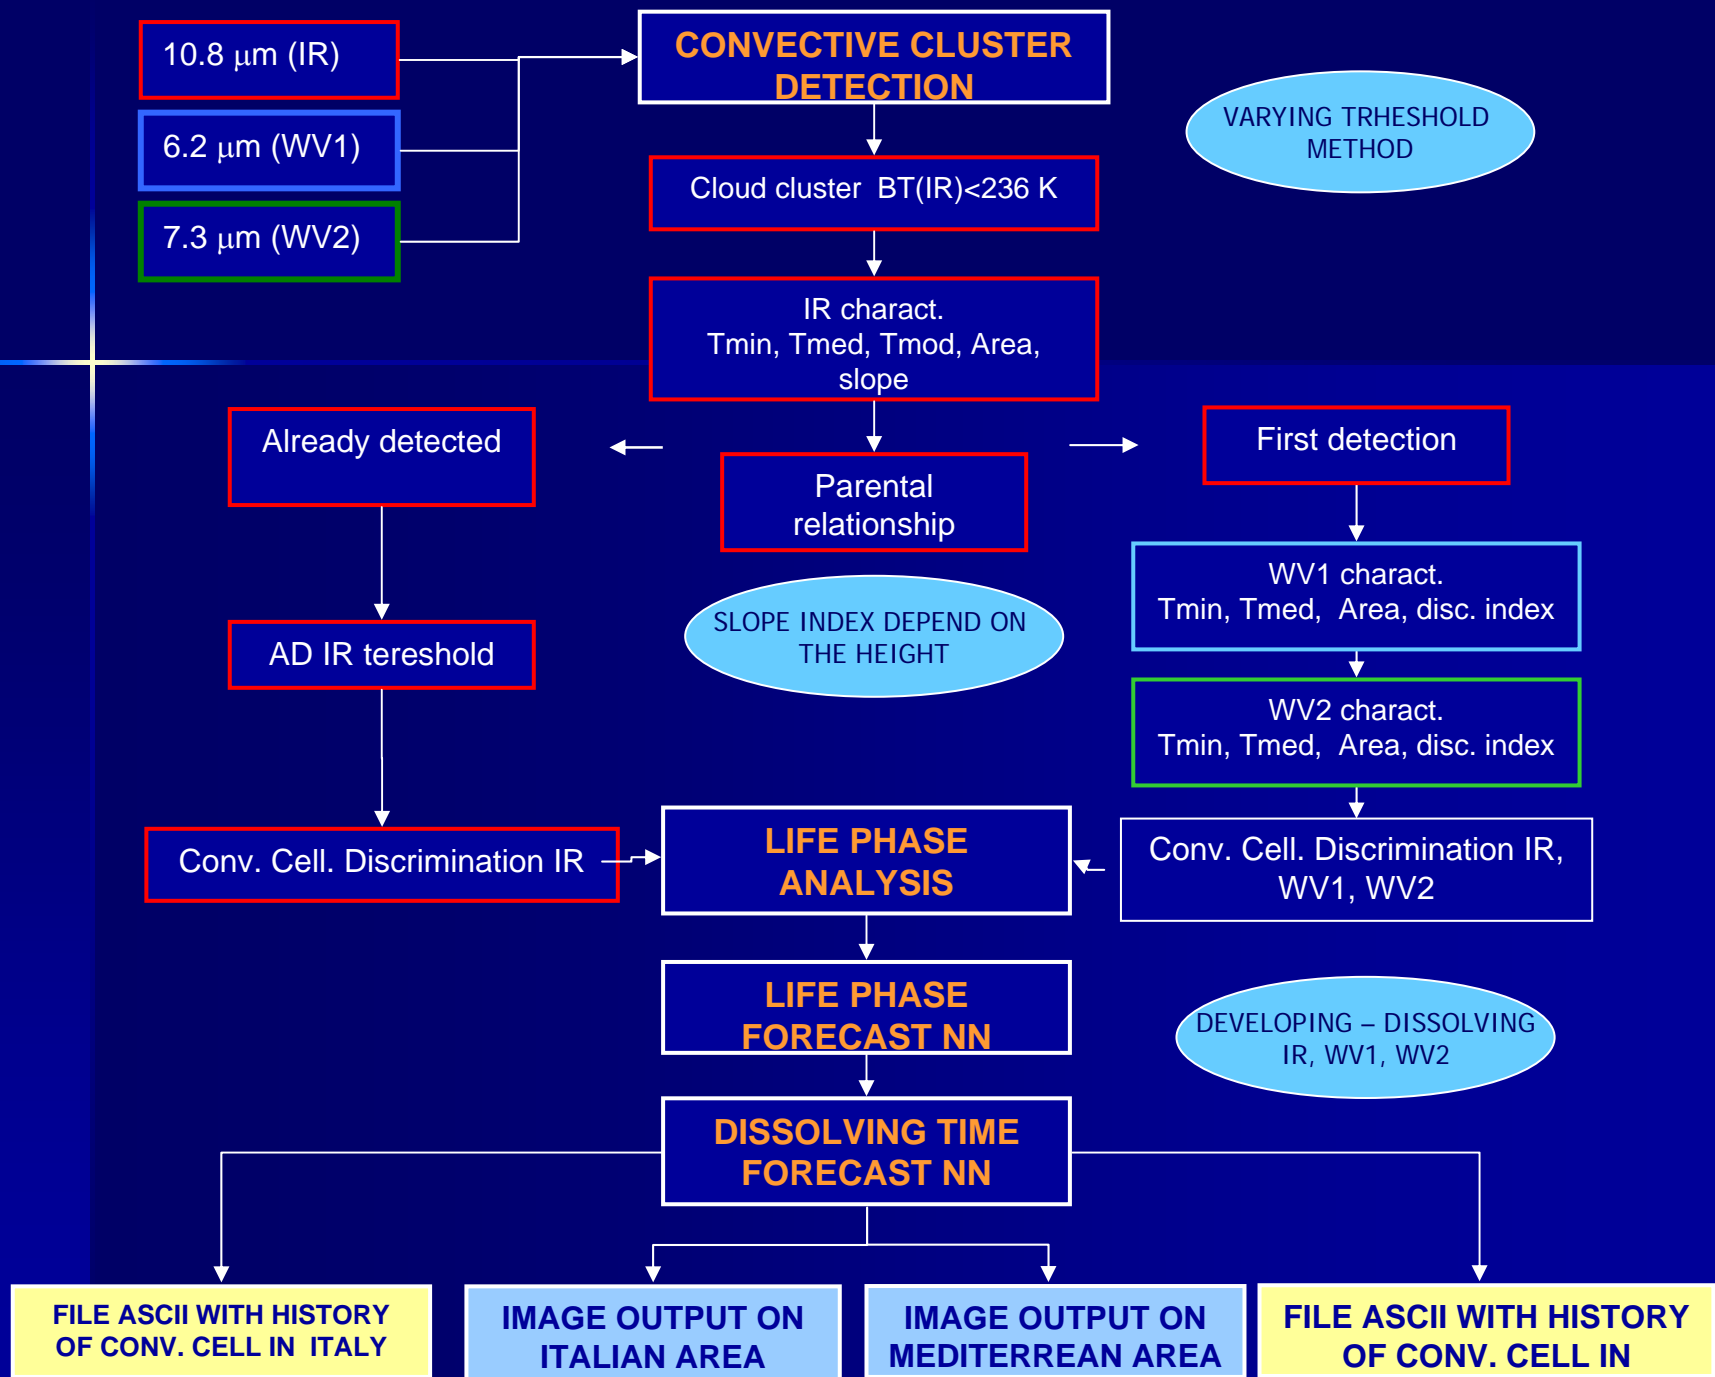 10.8 μm (IR)
CONVECTIVE CLUSTER
DETECTION
VARYING TRHESHOLD
METHOD
6.2 μm (WV1)
Cloud cluster BT(IR)<236 K
7.3 μm (WV2)
IR charact.
Tmin, Tmed, Tmod, Area,
slope
Already detected
First detection
Parental
relationship
WV1 charact.
Tmin, Tmed, Area, disc. index
SLOPE INDEX DEPEND ON
THE HEIGHT
AD IR tereshold
WV2 charact.
Tmin, Tmed, Area, disc. index
Conv. Cell. Discrimination IR
LIFE PHASE
ANALYSIS
Conv. Cell. Discrimination IR,
WV1, WV2
LIFE PHASE
FORECAST NN
DEVELOPING – DISSOLVING
IR, WV1, WV2
DISSOLVING TIME
FORECAST NN
FILE ASCII WITH HISTORY
OF CONV. CELL IN ITALY
IMAGE OUTPUT ON
ITALIAN AREA
IMAGE OUTPUT ON
MEDITERREAN AREA
FILE ASCII WITH HISTORY
OF CONV. CELL IN